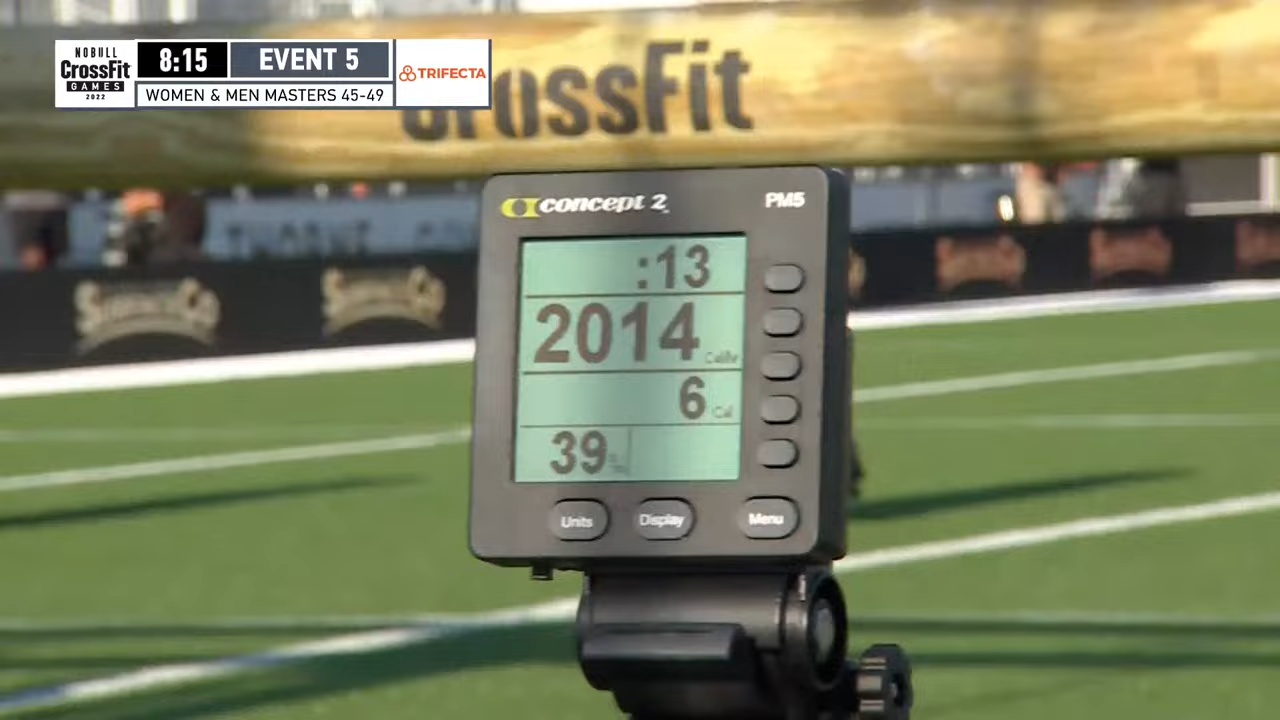 NOBULL
CrossFit
GAMES
2022
8:15
EVENT 5
TRIFECTA
WOMEN & MEN MASTERS 45-49
CrossFit
concept 2
PM5
:13
2014
Cal/hr
6 Cal
39
Units
Display
Menu